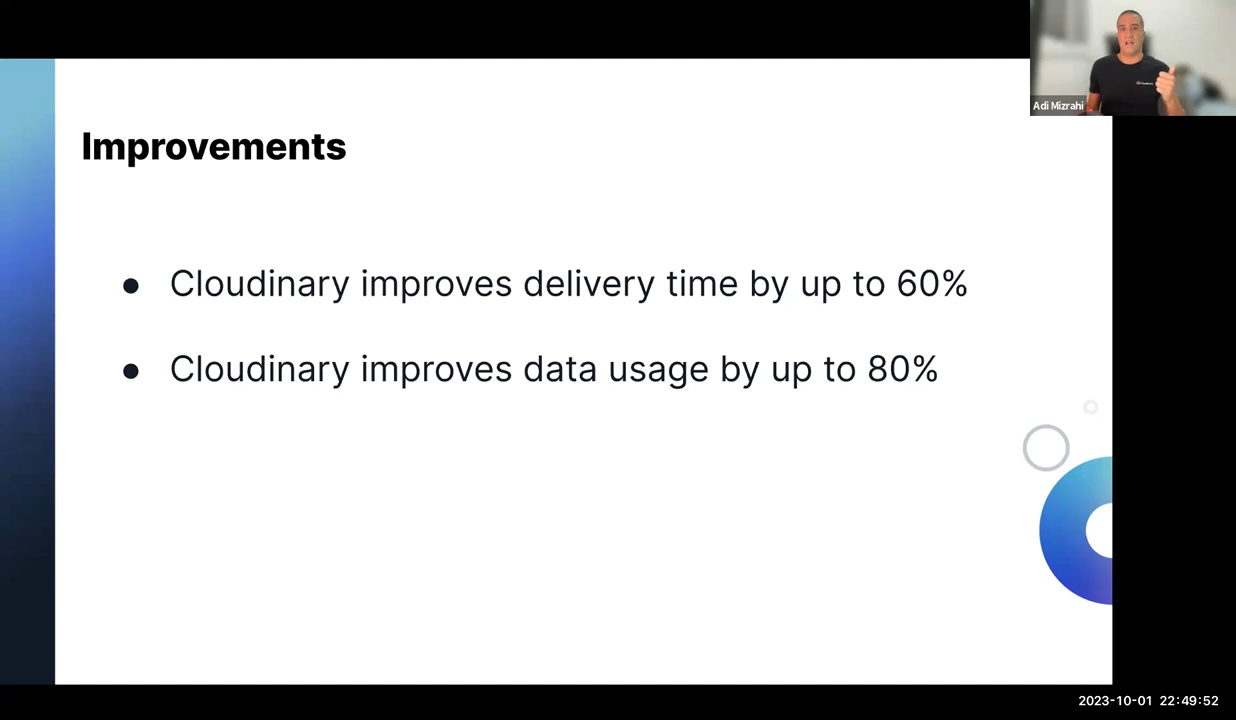 Improvements
● Cloudinary improves delivery time by up to 60%
● Cloudinary improves data usage by up to 80%
Adi Mizrahi
2023-10-01 22:49:52